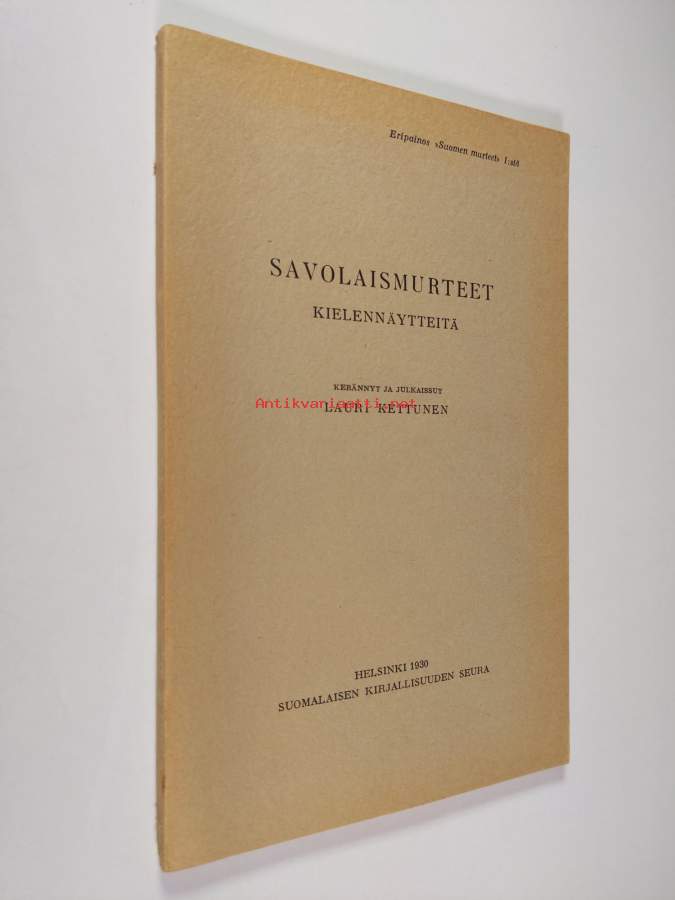 Eripainos »Suomen murteet» I:stä
SAVOLAISMURTEET
KIELENNÄYTTEITÄ
KERÄNNYT JA JULKAISSUT
Antikvariaatti.net
LAURI KETTUNEN
HELSINKI 1930
SUOMALAISEN KIRJALLISUUDEN SEURA